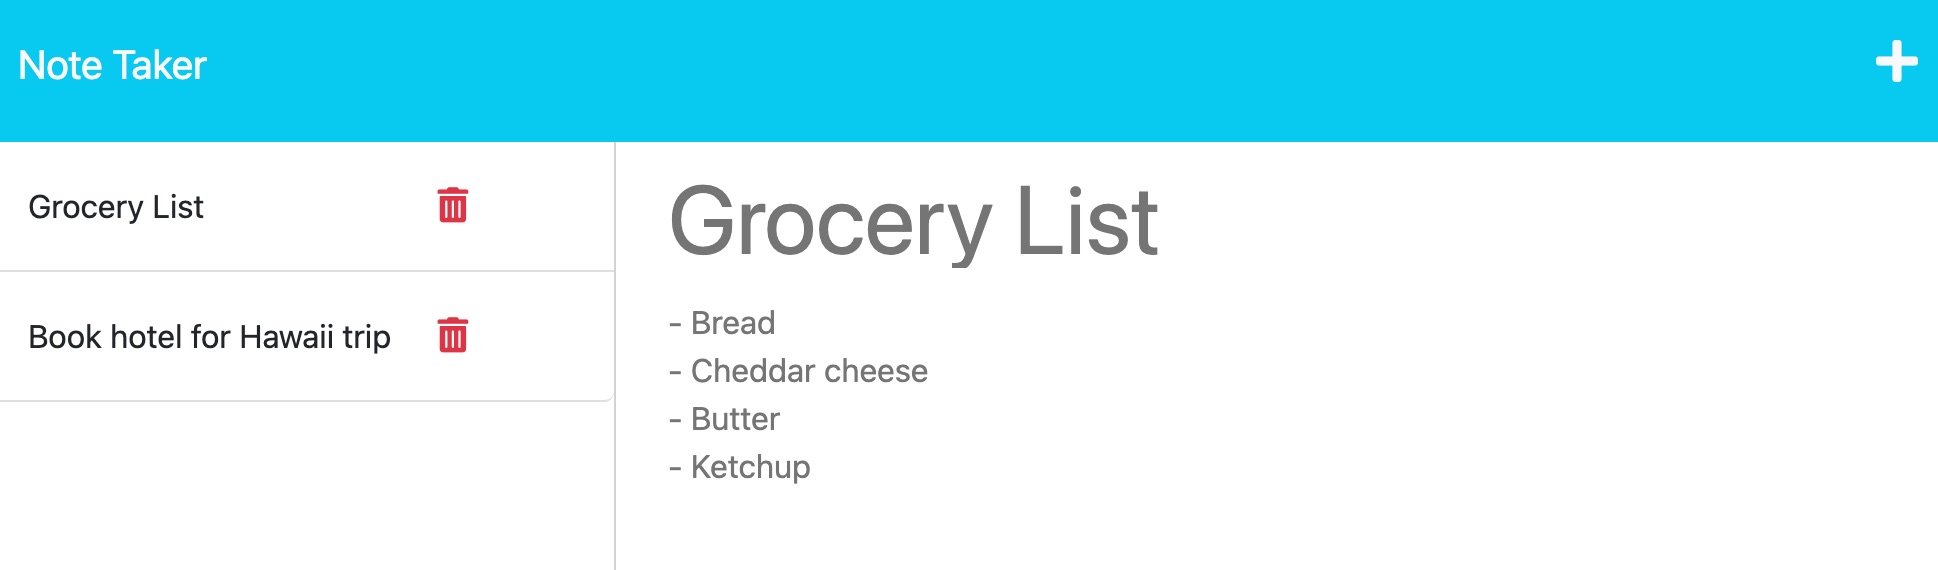 Note Taker
Grocery List
Book hotel for Hawaii trip
Grocery List
- Bread
- Cheddar cheese
- Butter
- Ketchup